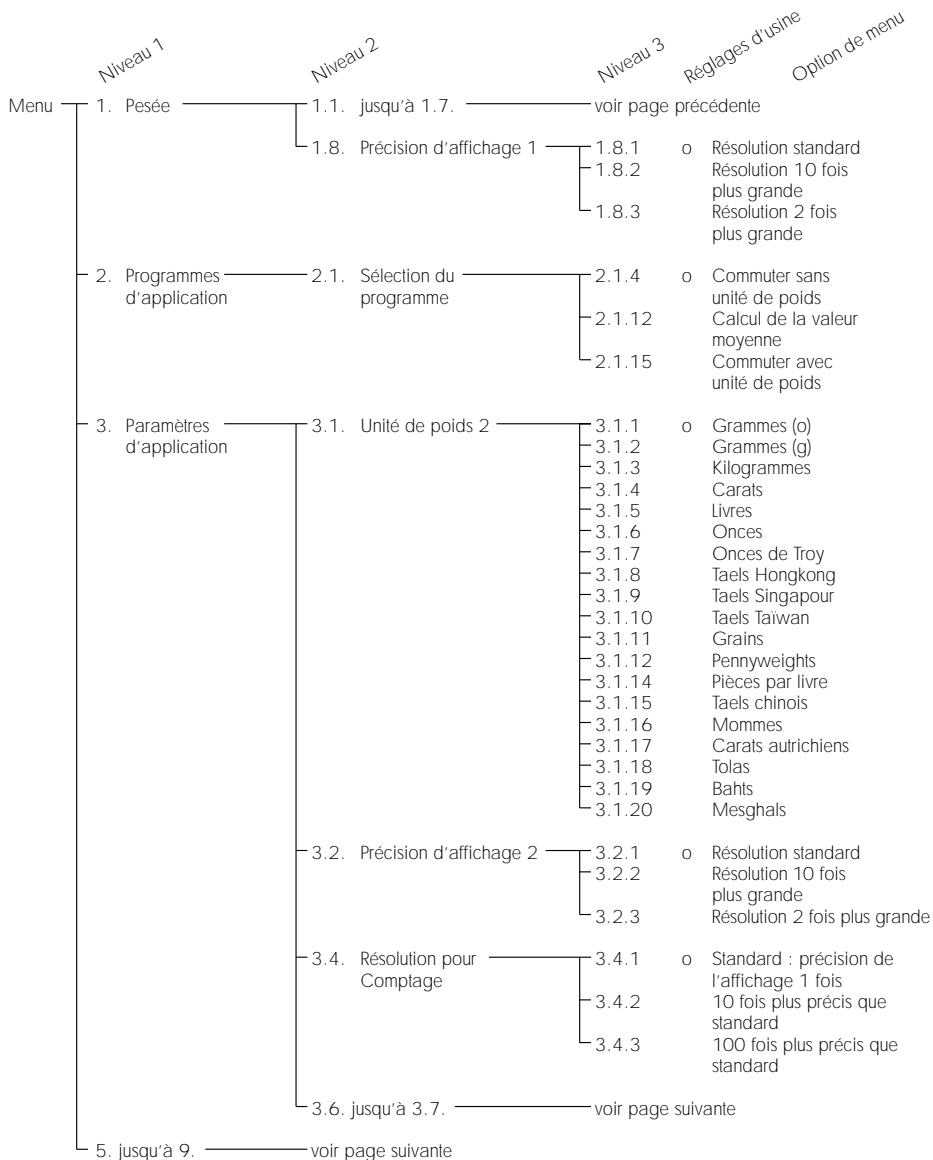 Niveau 1 Niveau 2 Niveau 3 Réglages d'usine Option de menu
Menu 1. Pesée 1.1. jusqu'à 1.7. voir page précédente
1.8. Précision d'affichage 1 1.8.1 o Résolution standard
1.8.2 Résolution 10 fois
plus grande
1.8.3 Résolution 2 fois
plus grande
2. Programmes 2.1. Sélection du 2.1.4 o Commuter sans
d'application programme unité de poids
2.1.12 Calcul de la valeur
moyenne
2.1.15 Commuter avec
unité de poids
3. Paramètres 3.1. Unité de poids 2 3.1.1 o Grammes (o)
d'application 3.1.2 Grammes (g)
3.1.3 Kilogrammes
3.1.4 Carats
3.1.5 Livres
3.1.6 Onces
3.1.7 Onces de Troy
3.1.8 Taels Hongkong
3.1.9 Taels Singapour
3.1.10 Taels Taïwan
3.1.11 Grains
3.1.12 Pennyweights
3.1.14 Pièces par livre
3.1.15 Taels chinois
3.1.16 Mommes
3.1.17 Carats autrichiens
3.1.18 Tolas
3.1.19 Bahts
3.1.20 Mesghals
3.2. Précision d'affichage 2 3.2.1 o Résolution standard
3.2.2 Résolution 10 fois
plus grande
3.2.3 Résolution 2 fois plus grande
3.4. Résolution pour 3.4.1 o Standard : précision de
Comptage l'affichage 1 fois
3.4.2 10 fois plus précis que
standard
3.4.3 100 fois plus précis que
standard
3.6. jusqu'à 3.7. voir page suivante
5. jusqu'à 9. voir page suivante